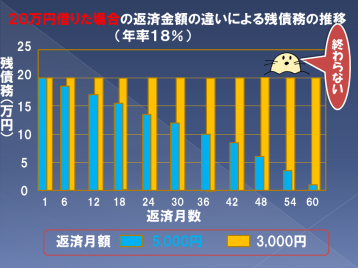 ２０万円借りた場合の返済金額の違いによる残債務の推移
（年率１８％）
残債務（万円）
25
20
15
10
5
0
1 6 12 18 24 30 36 42 48 54 60
返済月数
終わらない
返済月額 5,000円 3,000円